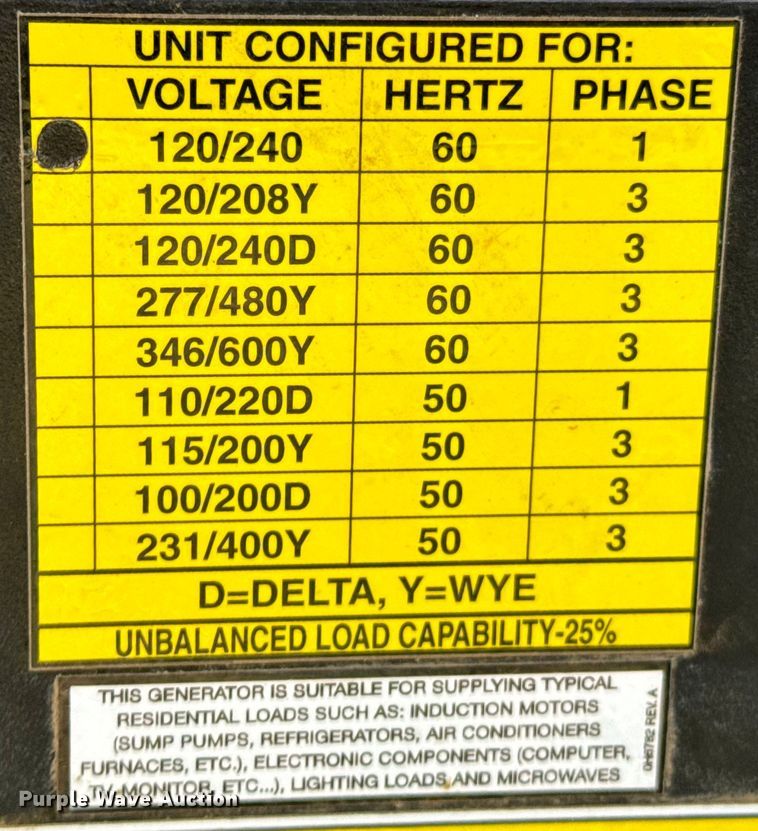 UNIT CONFIGURED FOR:
VOLTAGE HERTZ PHASE
120/240 60 1
120/208Y 60 3
120/240D 60 3
277/480Y 60 3
346/600Y 60 3
110/220D 50 1
115/200Y 50 3
100/200D 50 3
231/400Y 50 3
D=DELTA, Y=WYE
UNBALANCED LOAD CAPABILITY-25%
THIS GENERATOR IS SUITABLE FOR SUPPLYING TYPICAL
RESIDENTIAL LOADS SUCH AS: INDUCTION MOTORS
(SUMP PUMPS, REFRIGERATORS, AIR CONDITIONERS
FURNACES, ETC.), ELECTRONIC COMPONENTS (COMPUTER,
TV, MONITOR, ETC...), LIGHTING LOADS AND MICROWAVES
REV. A
Purple Wave Auction